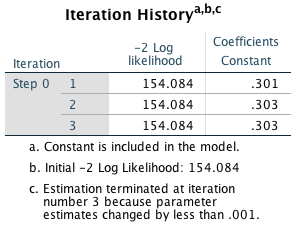 Iteration Historya,b,c
Iteration -2 Log likelihood Coefficients Constant
Step 0 1 154.084 .301
2 154.084 .303
3 154.084 .303
a. Constant is included in the model.
b. Initial -2 Log Likelihood: 154.084
c. Estimation terminated at iteration
number 3 because parameter
estimates changed by less than .001.